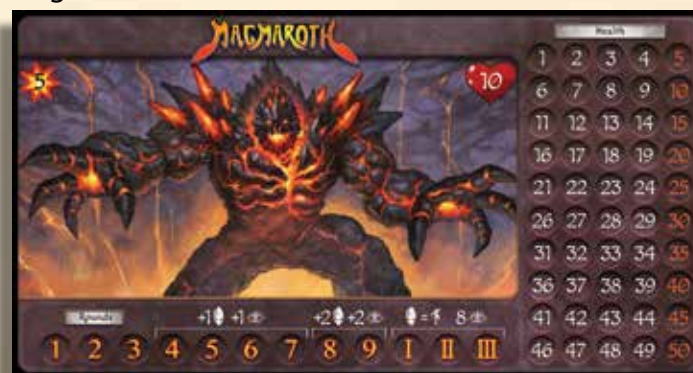 MAGMAROTH
5
10
Health
1 2 3 4 5
6 7 8 9 10
11 12 13 14 15
16 17 18 19 20
21 22 23 24 25
26 27 28 29 30
31 32 33 34 35
36 37 38 39 40
41 42 43 44 45
46 47 48 49 50
Rounds
+1 +1
+2 +2
= 8
1 2 3 4 5 6 7 8 9 I II III